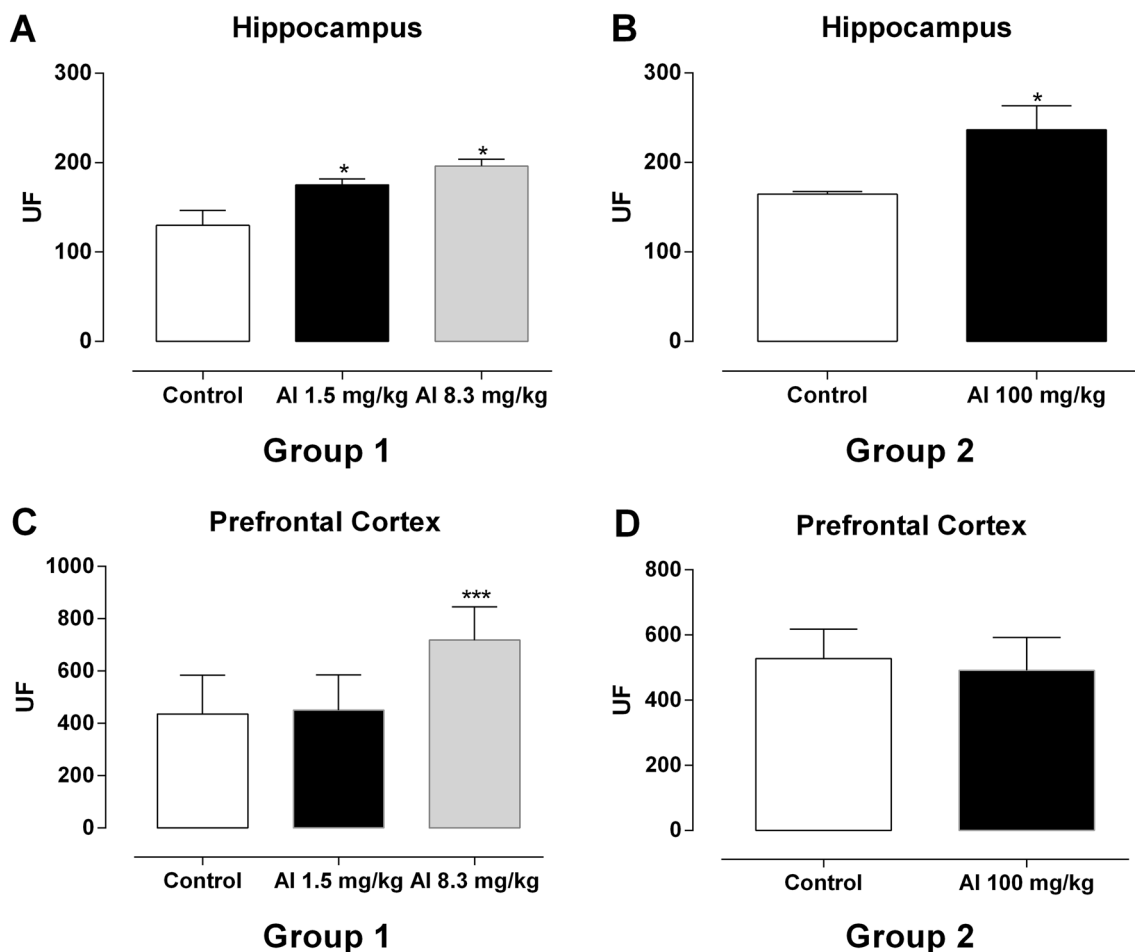 A
Hippocampus
300
200
100
0
UF
*
*
Control
Al 1.5 mg/kg
Al 8.3 mg/kg
Group 1
B
Hippocampus
300
200
100
0
UF
*
Control
Al 100 mg/kg
Group 2
C
Prefrontal Cortex
1000
800
600
400
200
0
UF
***
Control
Al 1.5 mg/kg
Al 8.3 mg/kg
Group 1
D
Prefrontal Cortex
800
600
400
200
0
UF
Control
Al 100 mg/kg
Group 2